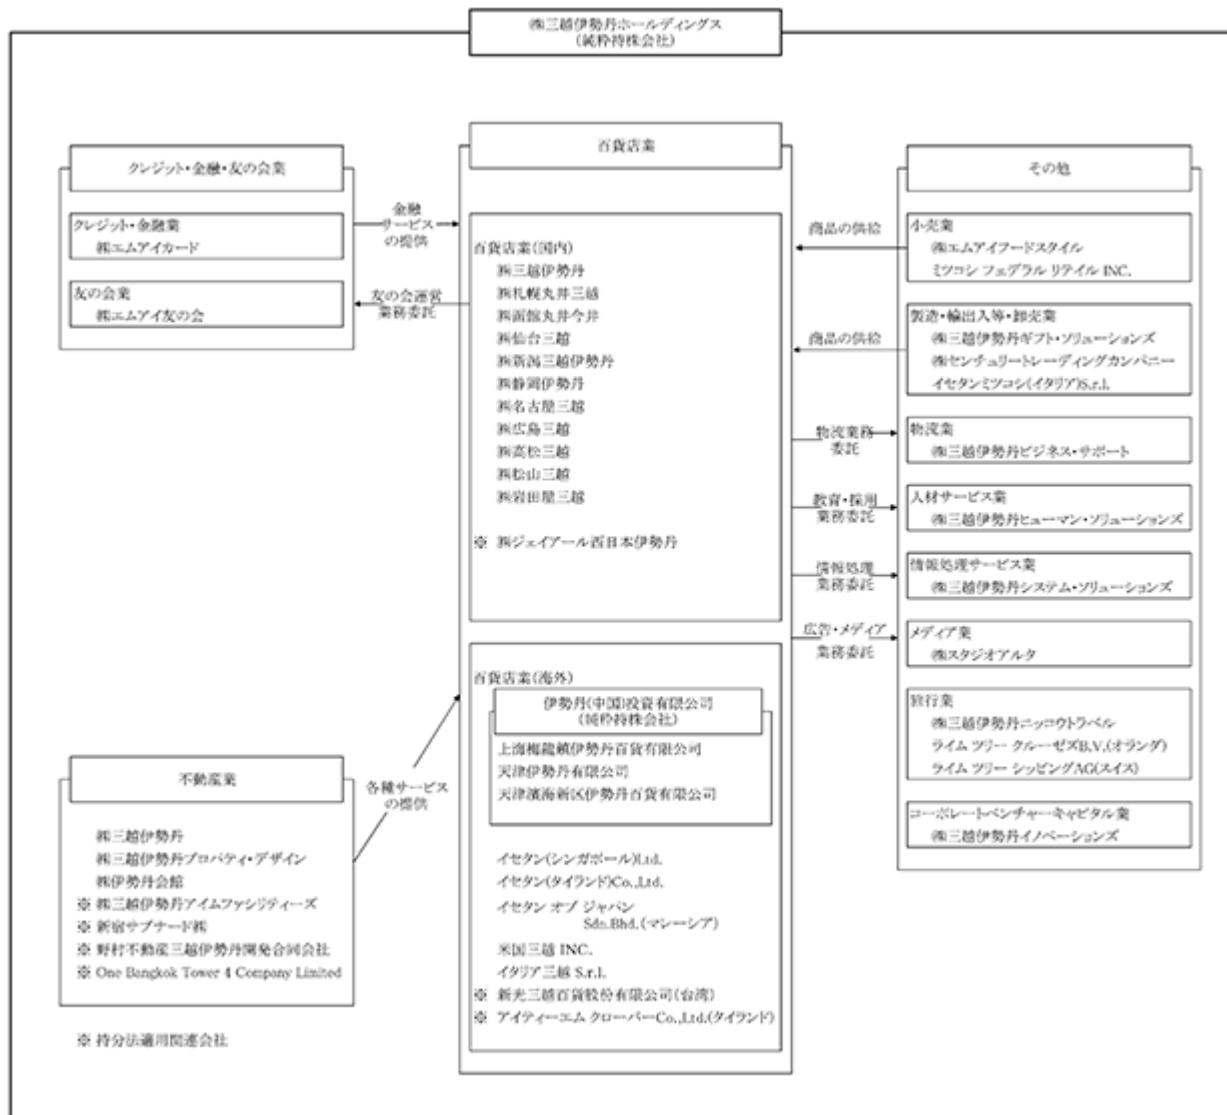 ㈱三越伊勢丹ホールディングス
(純粋持株会社)
クレジット・金融・友の会業
クレジット・金融業
㈱エムアイカード
友の会業
㈱エムアイ友の会
金融
サービス
の提供
友の会運営
業務委託
百貨店業
百貨店業(国内)
㈱三越伊勢丹
㈱札幌丸井三越
㈱函館丸井今井
㈱仙台三越
㈱新潟三越伊勢丹
㈱静岡伊勢丹
㈱名古屋三越
㈱広島三越
㈱高松三越
㈱松山三越
㈱岩田屋三越
※ ㈱ジェイアール西日本伊勢丹
百貨店業(海外)
伊勢丹(中国)投資有限公司
(純粋持株会社)
上海梅龍鎮伊勢丹百貨有限公司
天津伊勢丹有限公司
天津濱海新区伊勢丹百貨有限公司
イセタン(シンガポール)Ltd.
イセタン(タイランド)Co.,Ltd.
イセタン オブ ジャパン
Sdn.Bhd.(マレーシア)
米国三越 INC.
イタリア三越 S.r.l.
※ 新光三越百貨股份有限公司(台湾)
※ アイティーエム クローバーCo.,Ltd.(タイランド)
不動産業
㈱三越伊勢丹
㈱三越伊勢丹プロパティ・デザイン
㈱伊勢丹会館
※ ㈱三越伊勢丹アイムファシリティーズ
※ 新宿サブナード㈱
※ 野村不動産三越伊勢丹開発合同会社
※ One Bangkok Tower 4 Company Limited
※ 持分法適用関連会社
各種サービス
の提供
商品の供給
商品の供給
物流業務
委託
教育・採用
業務委託
情報処理
業務委託
広告・メディア
業務委託
その他
小売業
㈱エムアイフードスタイル
ミツコシ フェデラル リテイル INC.
製造・輸出入等・卸売業
㈱三越伊勢丹ギフト・ソリューションズ
㈱センチュリートレーディングカンパニー
イセタンミツコシ(イタリア)S.r.l.
物流業
㈱三越伊勢丹ビジネス・サポート
人材サービス業
㈱三越伊勢丹ヒューマン・ソリューションズ
情報処理サービス業
㈱三越伊勢丹システム・ソリューションズ
メディア業
㈱スタジオアルタ
旅行業
㈱三越伊勢丹ニッコウトラベル
ライム ツリー クルーゼズB.V.(オランダ)
ライム ツリー シッピングAG(スイス)
コーポレートベンチャーキャピタル業
㈱三越伊勢丹イノベーションズ